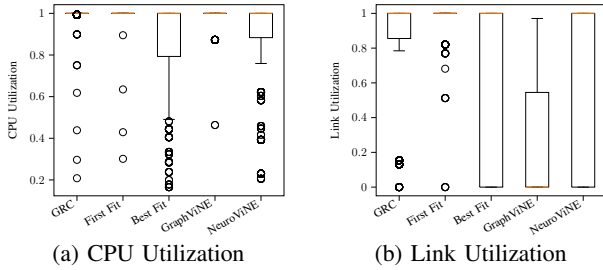 1
0.8
0.6
0.4
0.2
CPU Utilization
GRC
First Fit
Best Fit
GraphViNE
NeuroViNE
(a) CPU Utilization
1
0.8
0.6
0.4
0.2
0
Link Utilization
GRC
First Fit
Best Fit
GraphViNE
NeuroViNE
(b) Link Utilization